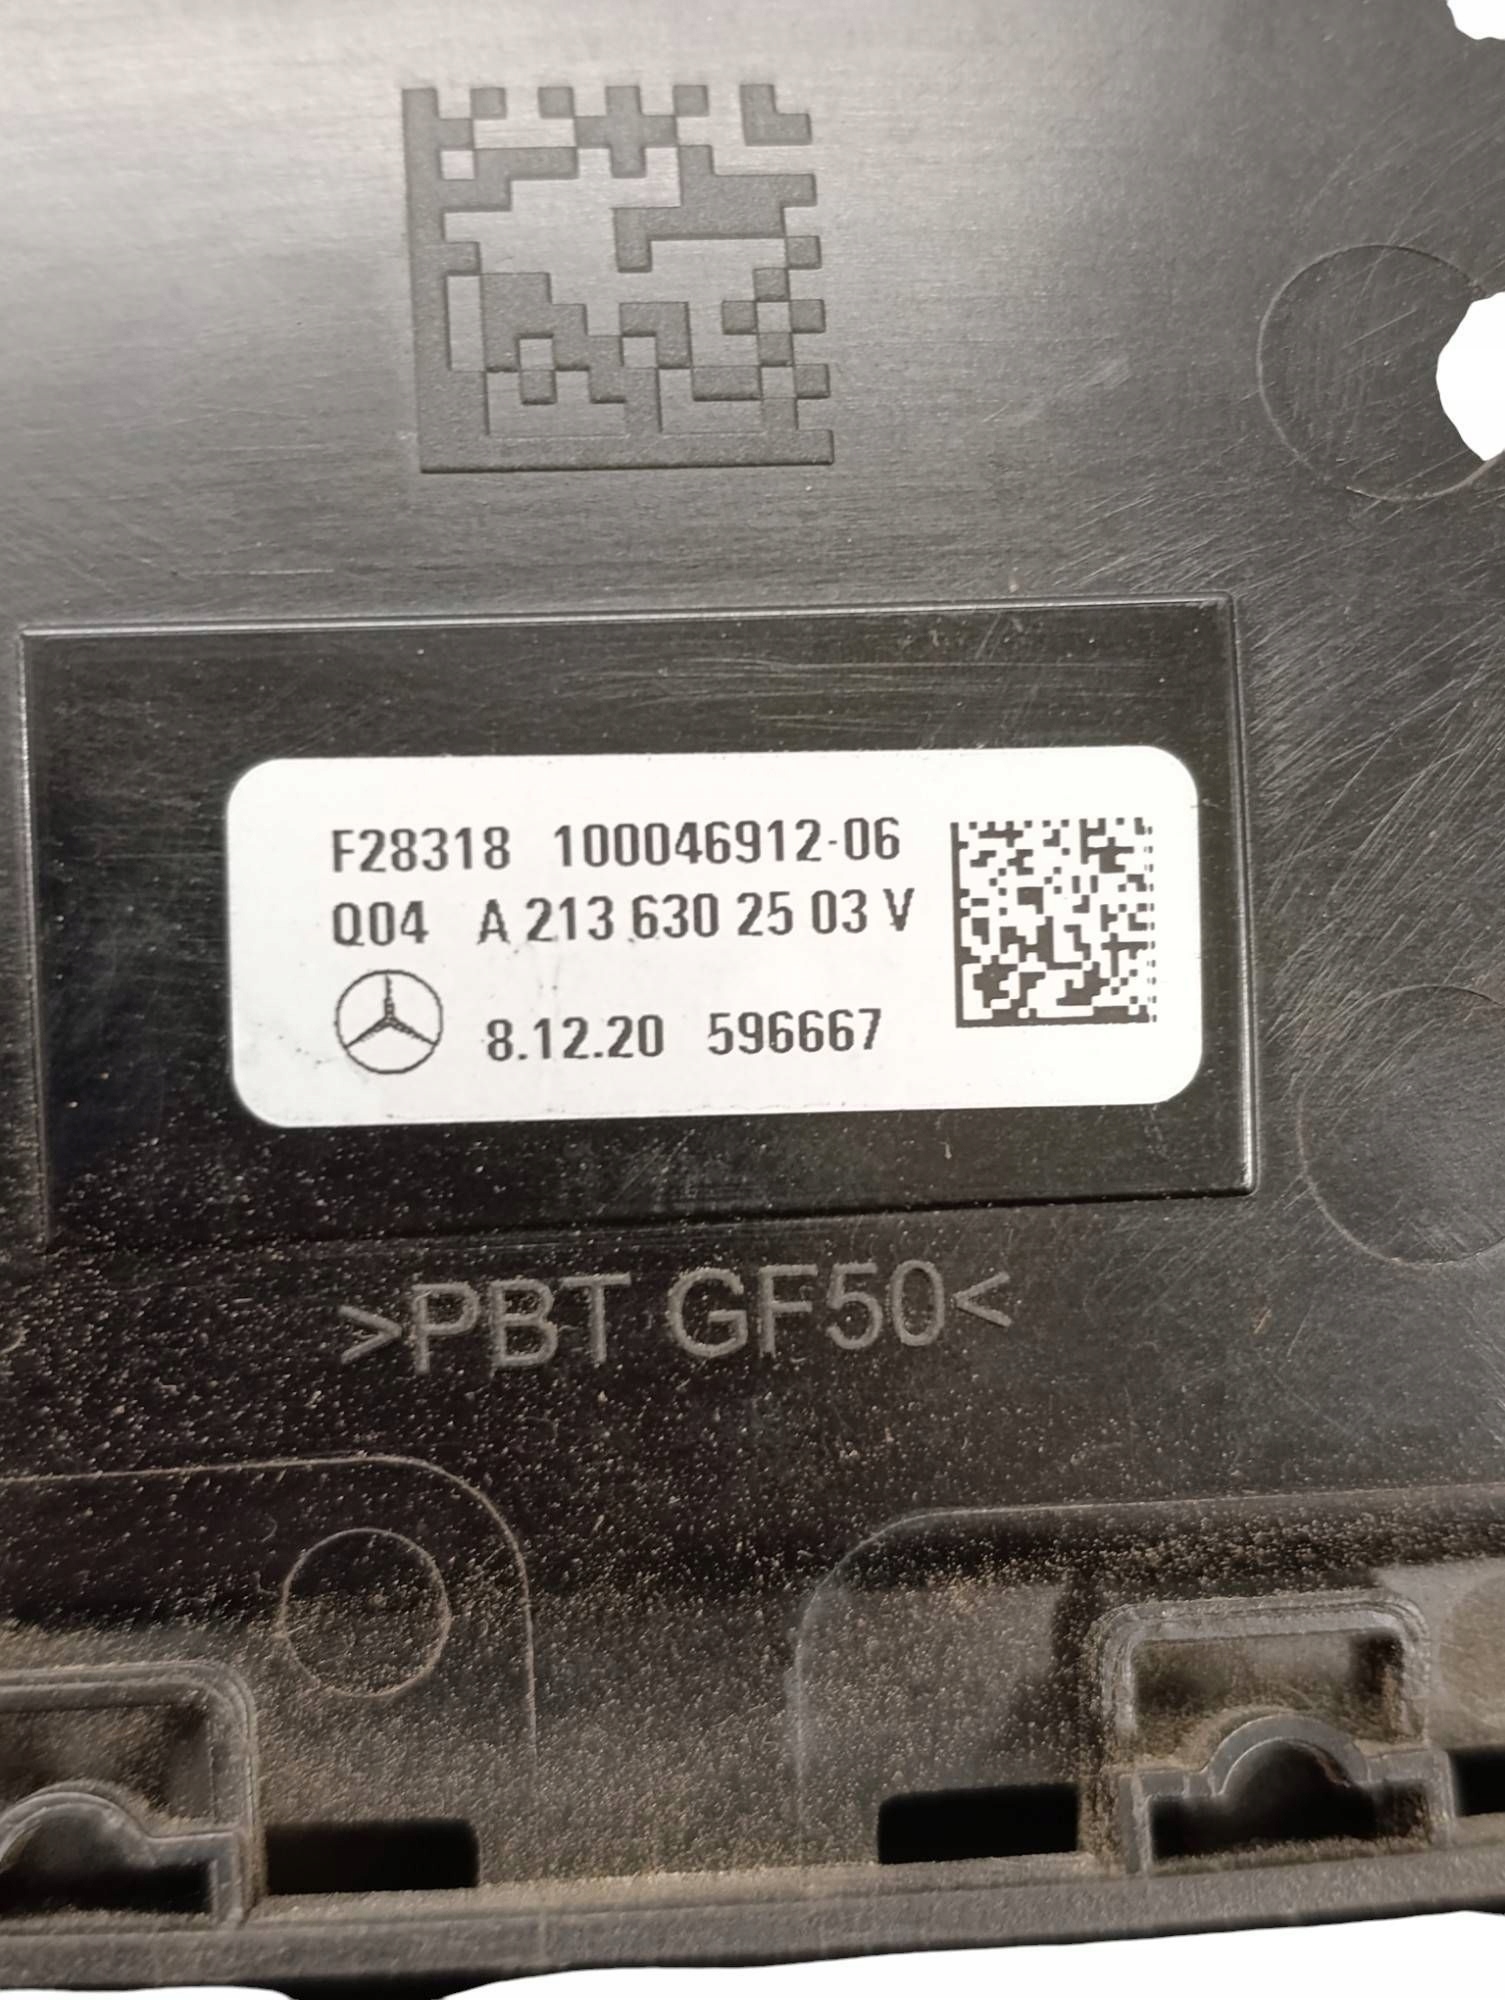 F28318 100046912-06
Q04 A 213 630 25 03 V
8.12.20 596667
>PBT GF50<